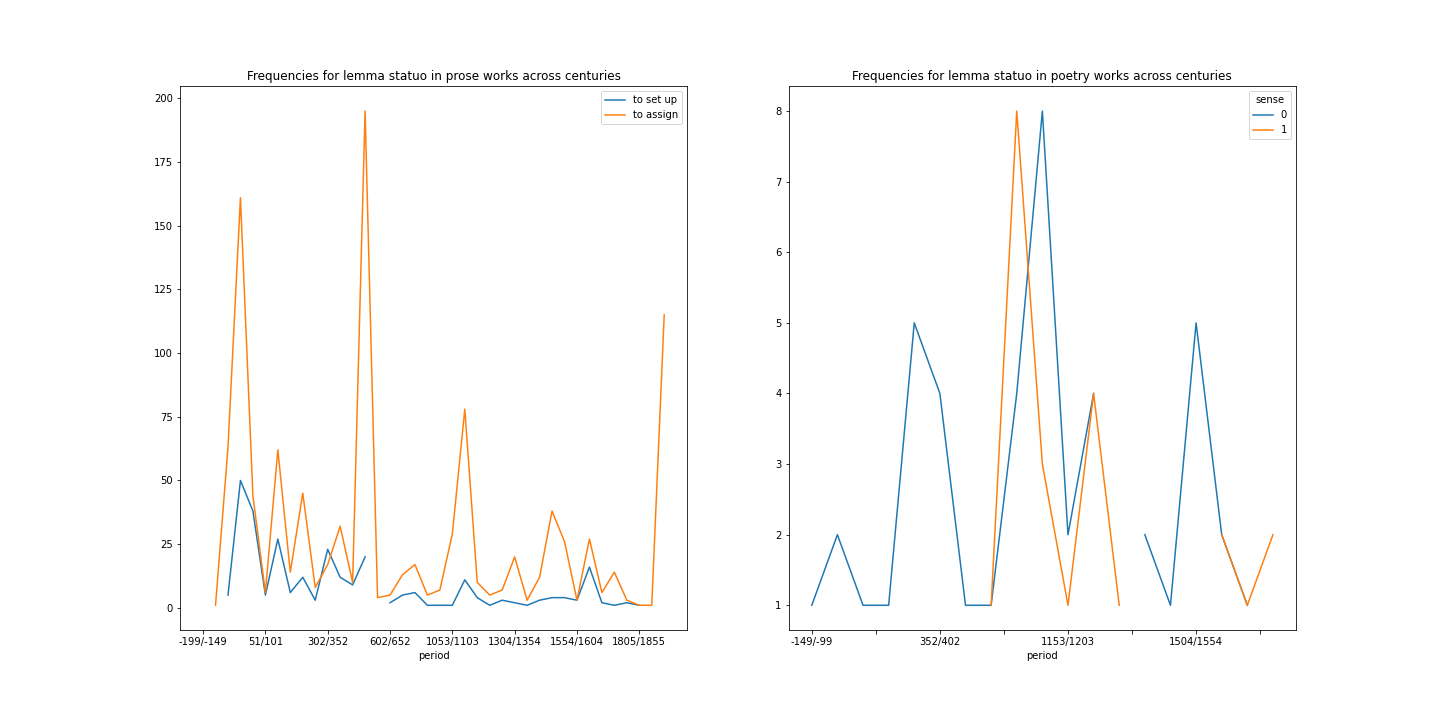 Frequencies for lemma statuo in prose works across centuries
to set up
to assign
200
175
150
125
100
75
50
25
0
-199/-149 51/101 302/352 602/652 1053/1103 1304/1354 1554/1604 1805/1855
period
Frequencies for lemma statuo in poetry works across centuries
sense
0
1
8
7
6
5
4
3
2
1
-149/-99 352/402 1153/1203 1504/1554
period